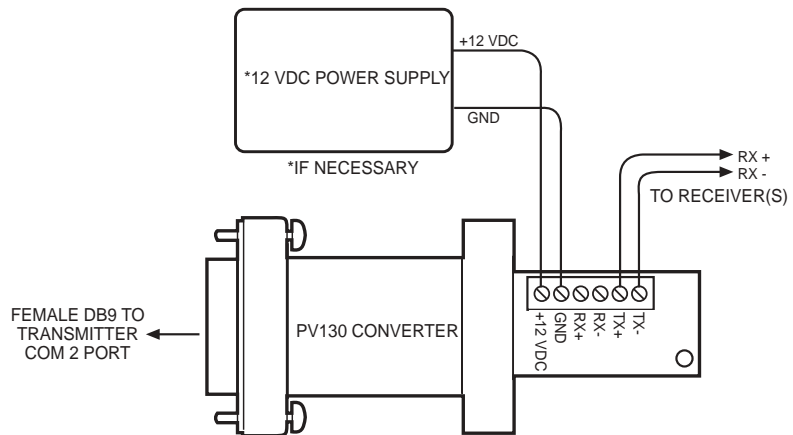 +12 VDC
*12 VDC POWER SUPPLY
GND
*IF NECESSARY
RX +
RX -
TO RECEIVER(S)
FEMALE DB9 TO
TRANSMITTER
COM 2 PORT
PV130 CONVERTER
+12 VDC
GND
RX+
RX-
TX+
TX-